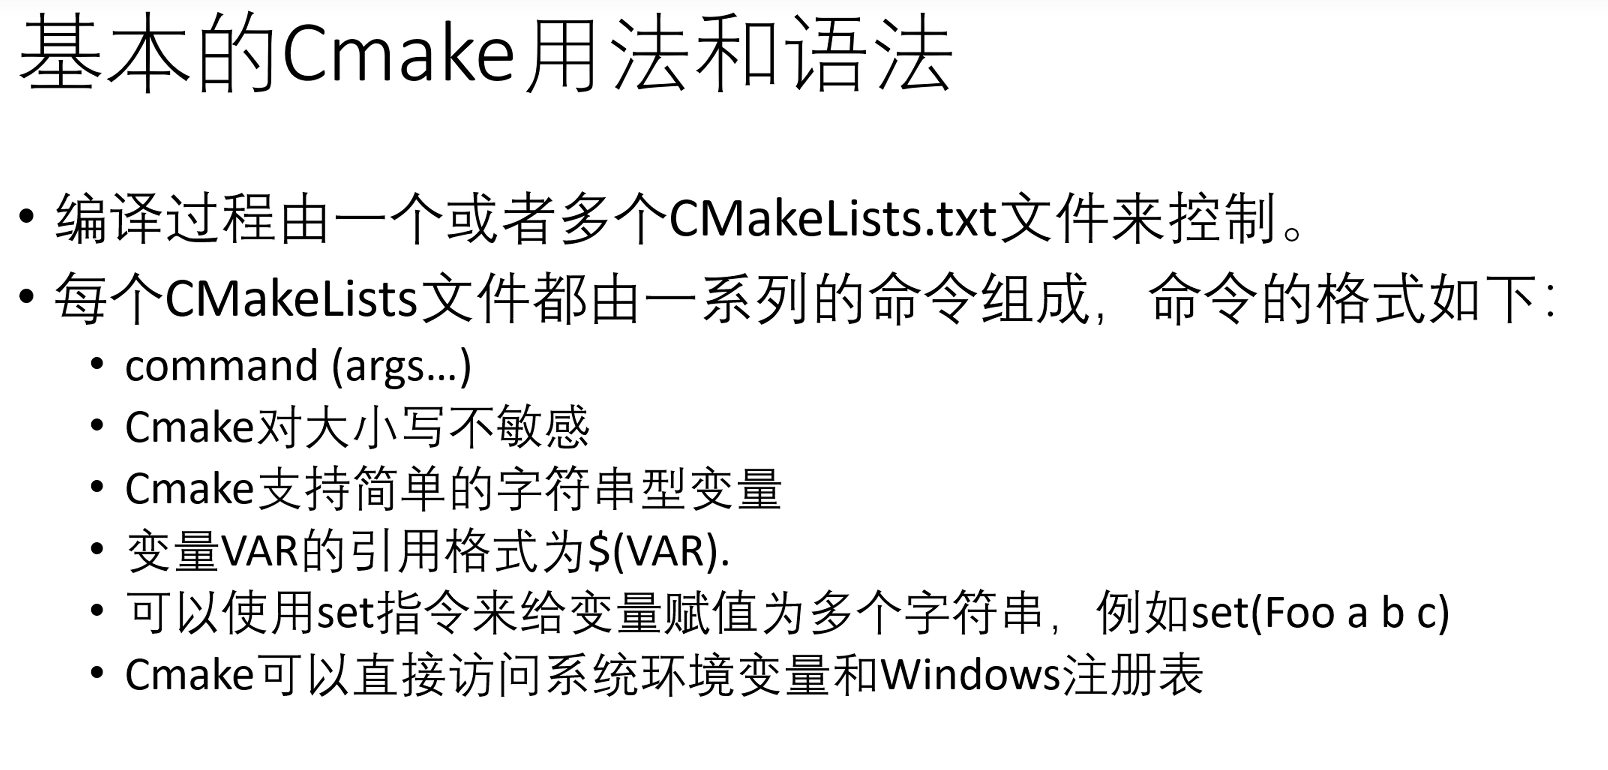 基本的Cmake用法和语法
• 编译过程由一个或者多个CMakeLists.txt文件来控制。
• 每个CMakeLists文件都由一系列的命令组成，命令的格式如下：
• command (args…)
• Cmake对大小写不敏感
• Cmake支持简单的字符串型变量
• 变量VAR的引用格式为$(VAR).
• 可以使用set指令来给变量赋值为多个字符串，例如set(Foo a b c)
• Cmake可以直接访问系统环境变量和Windows注册表